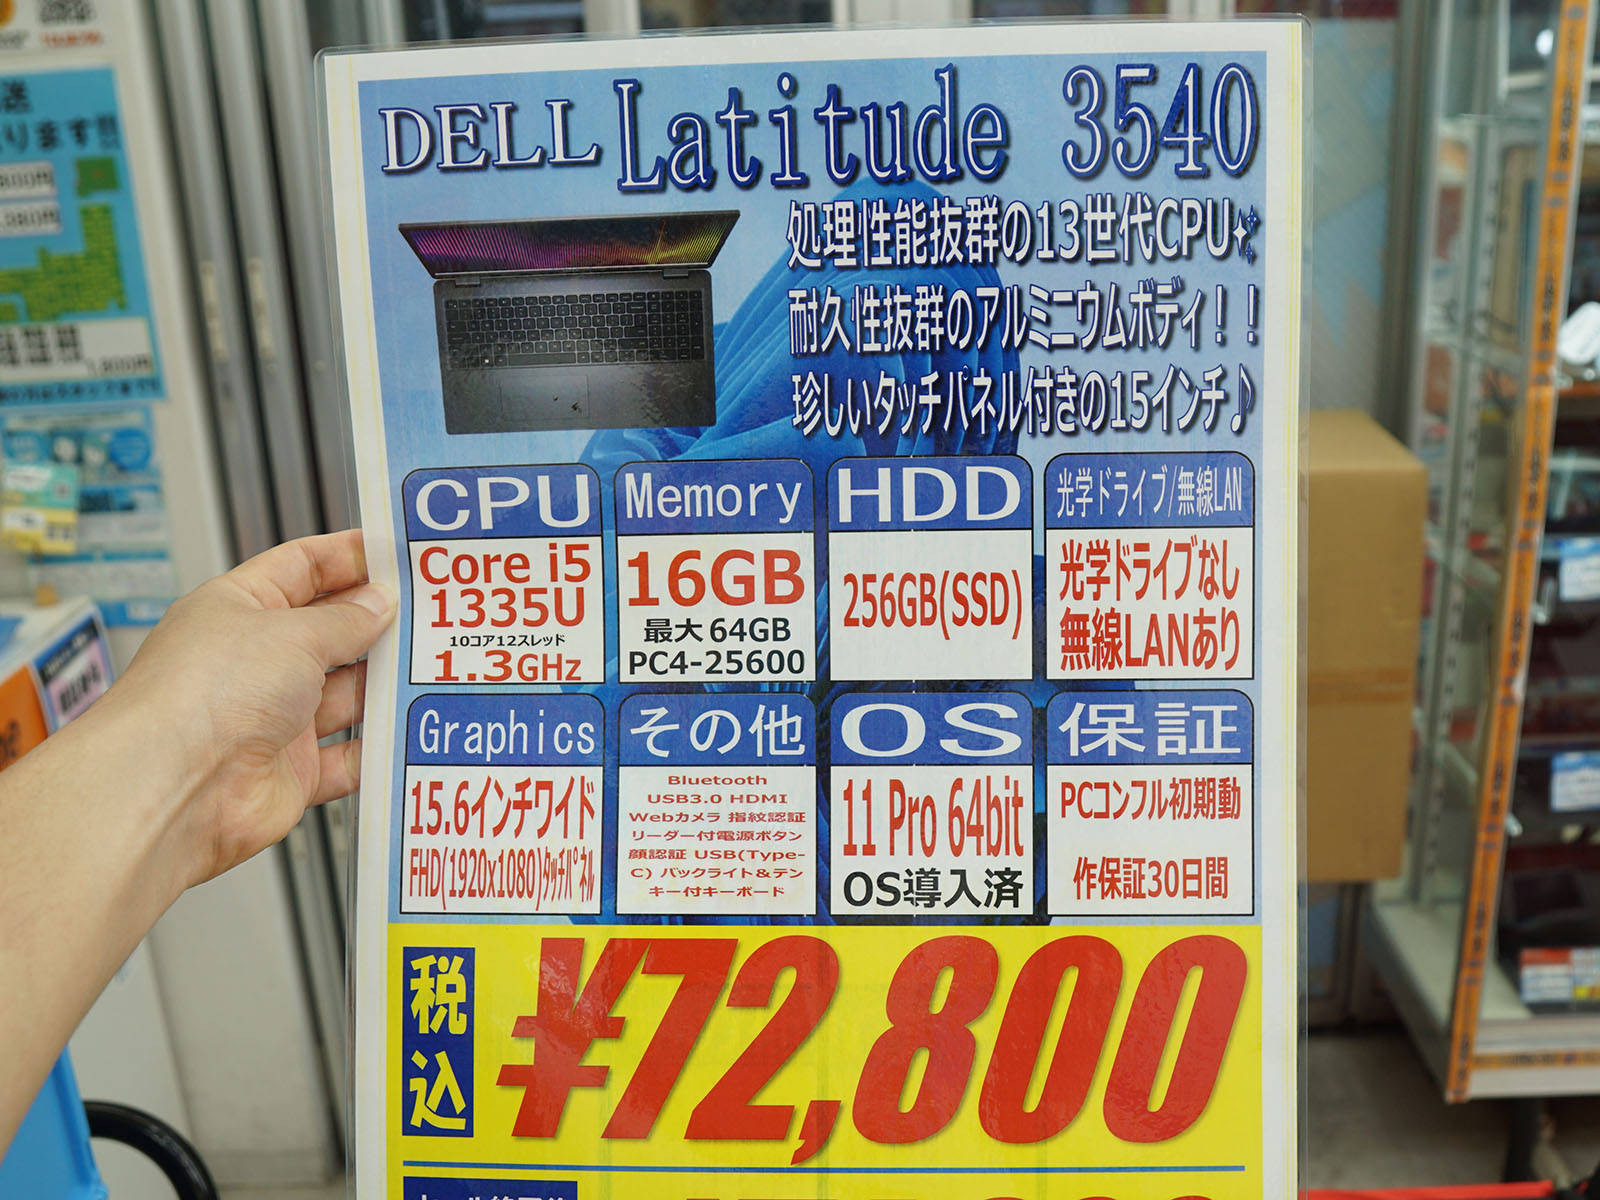 DELL Latitude 3540
処理性能抜群の13世代CPU
耐久性抜群のアルミニウムボディ！！
珍しいタッチパネル付きの15インチ♪
CPU
Core i5
1335U
10コア12スレッド
1.3GHz
Memory
16GB
最大 64GB
PC4-25600
HDD
256GB(SSD)
光学ドライブ/無線LAN
光学ドライブなし
無線LANあり
Graphics
15.6インチワイド
FHD(1920x1080)タッチパネル
その他
Bluetooth
USB3.0 HDMI
Webカメラ 指紋認証
リーダー付電源ボタン
顔認証 USB(Type-
C) バックライト&テン
キー付キーボード
OS
11 Pro 64bit
OS導入済
保証
PCコンフル初期動
作保証30日間
税込
¥72,800